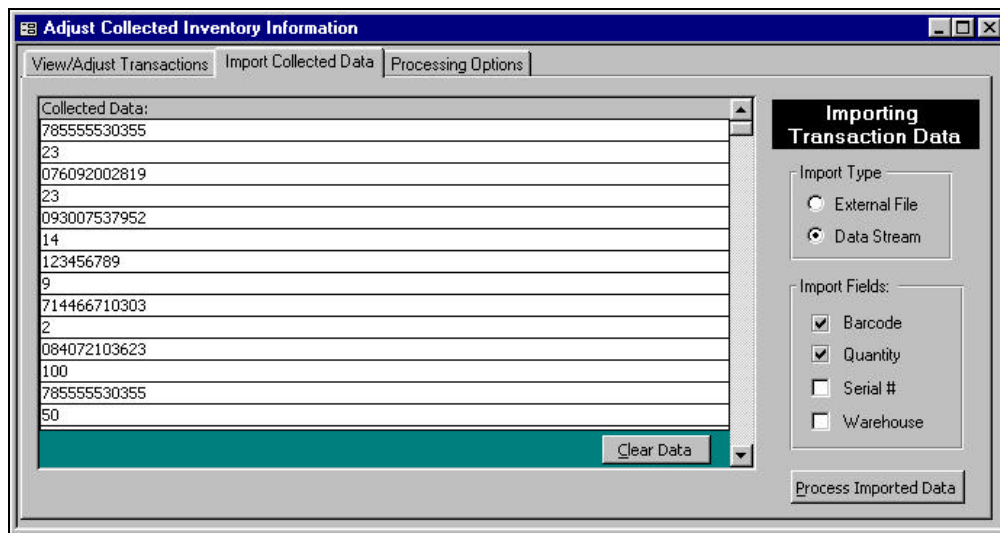 Adjust Collected Inventory Information
View/Adjust Transactions Import Collected Data Processing Options
Collected Data:
785555530355
23
076092002819
23
093007537952
14
123456789
9
714466710303
2
084072103623
100
785555530355
50
Clear Data
Importing
Transaction Data
Import Type
External File
Data Stream
Import Fields:
Barcode
Quantity
Serial #
Warehouse
Process Imported Data